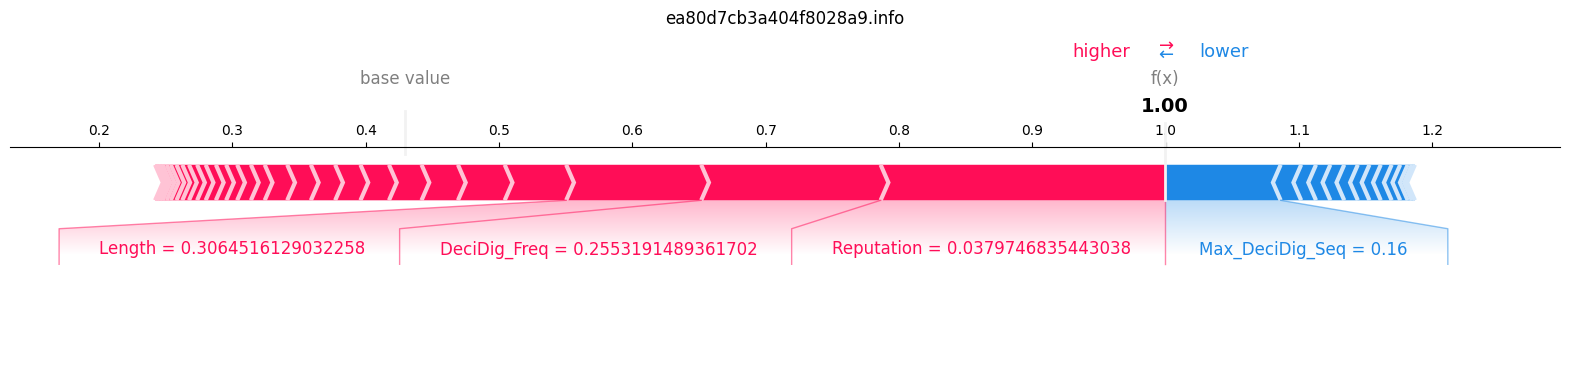 ea80d7cb3a404f8028a9.info
higher ⇄ lower
base value f(x)
1.00
0.2 0.3 0.4 0.5 0.6 0.7 0.8 0.9 1.0 1.1 1.2
Length = 0.3064516129032258 DeciDig_Freq = 0.2553191489361702 Reputation = 0.0379746835443038 Max_DeciDig_Seq = 0.16